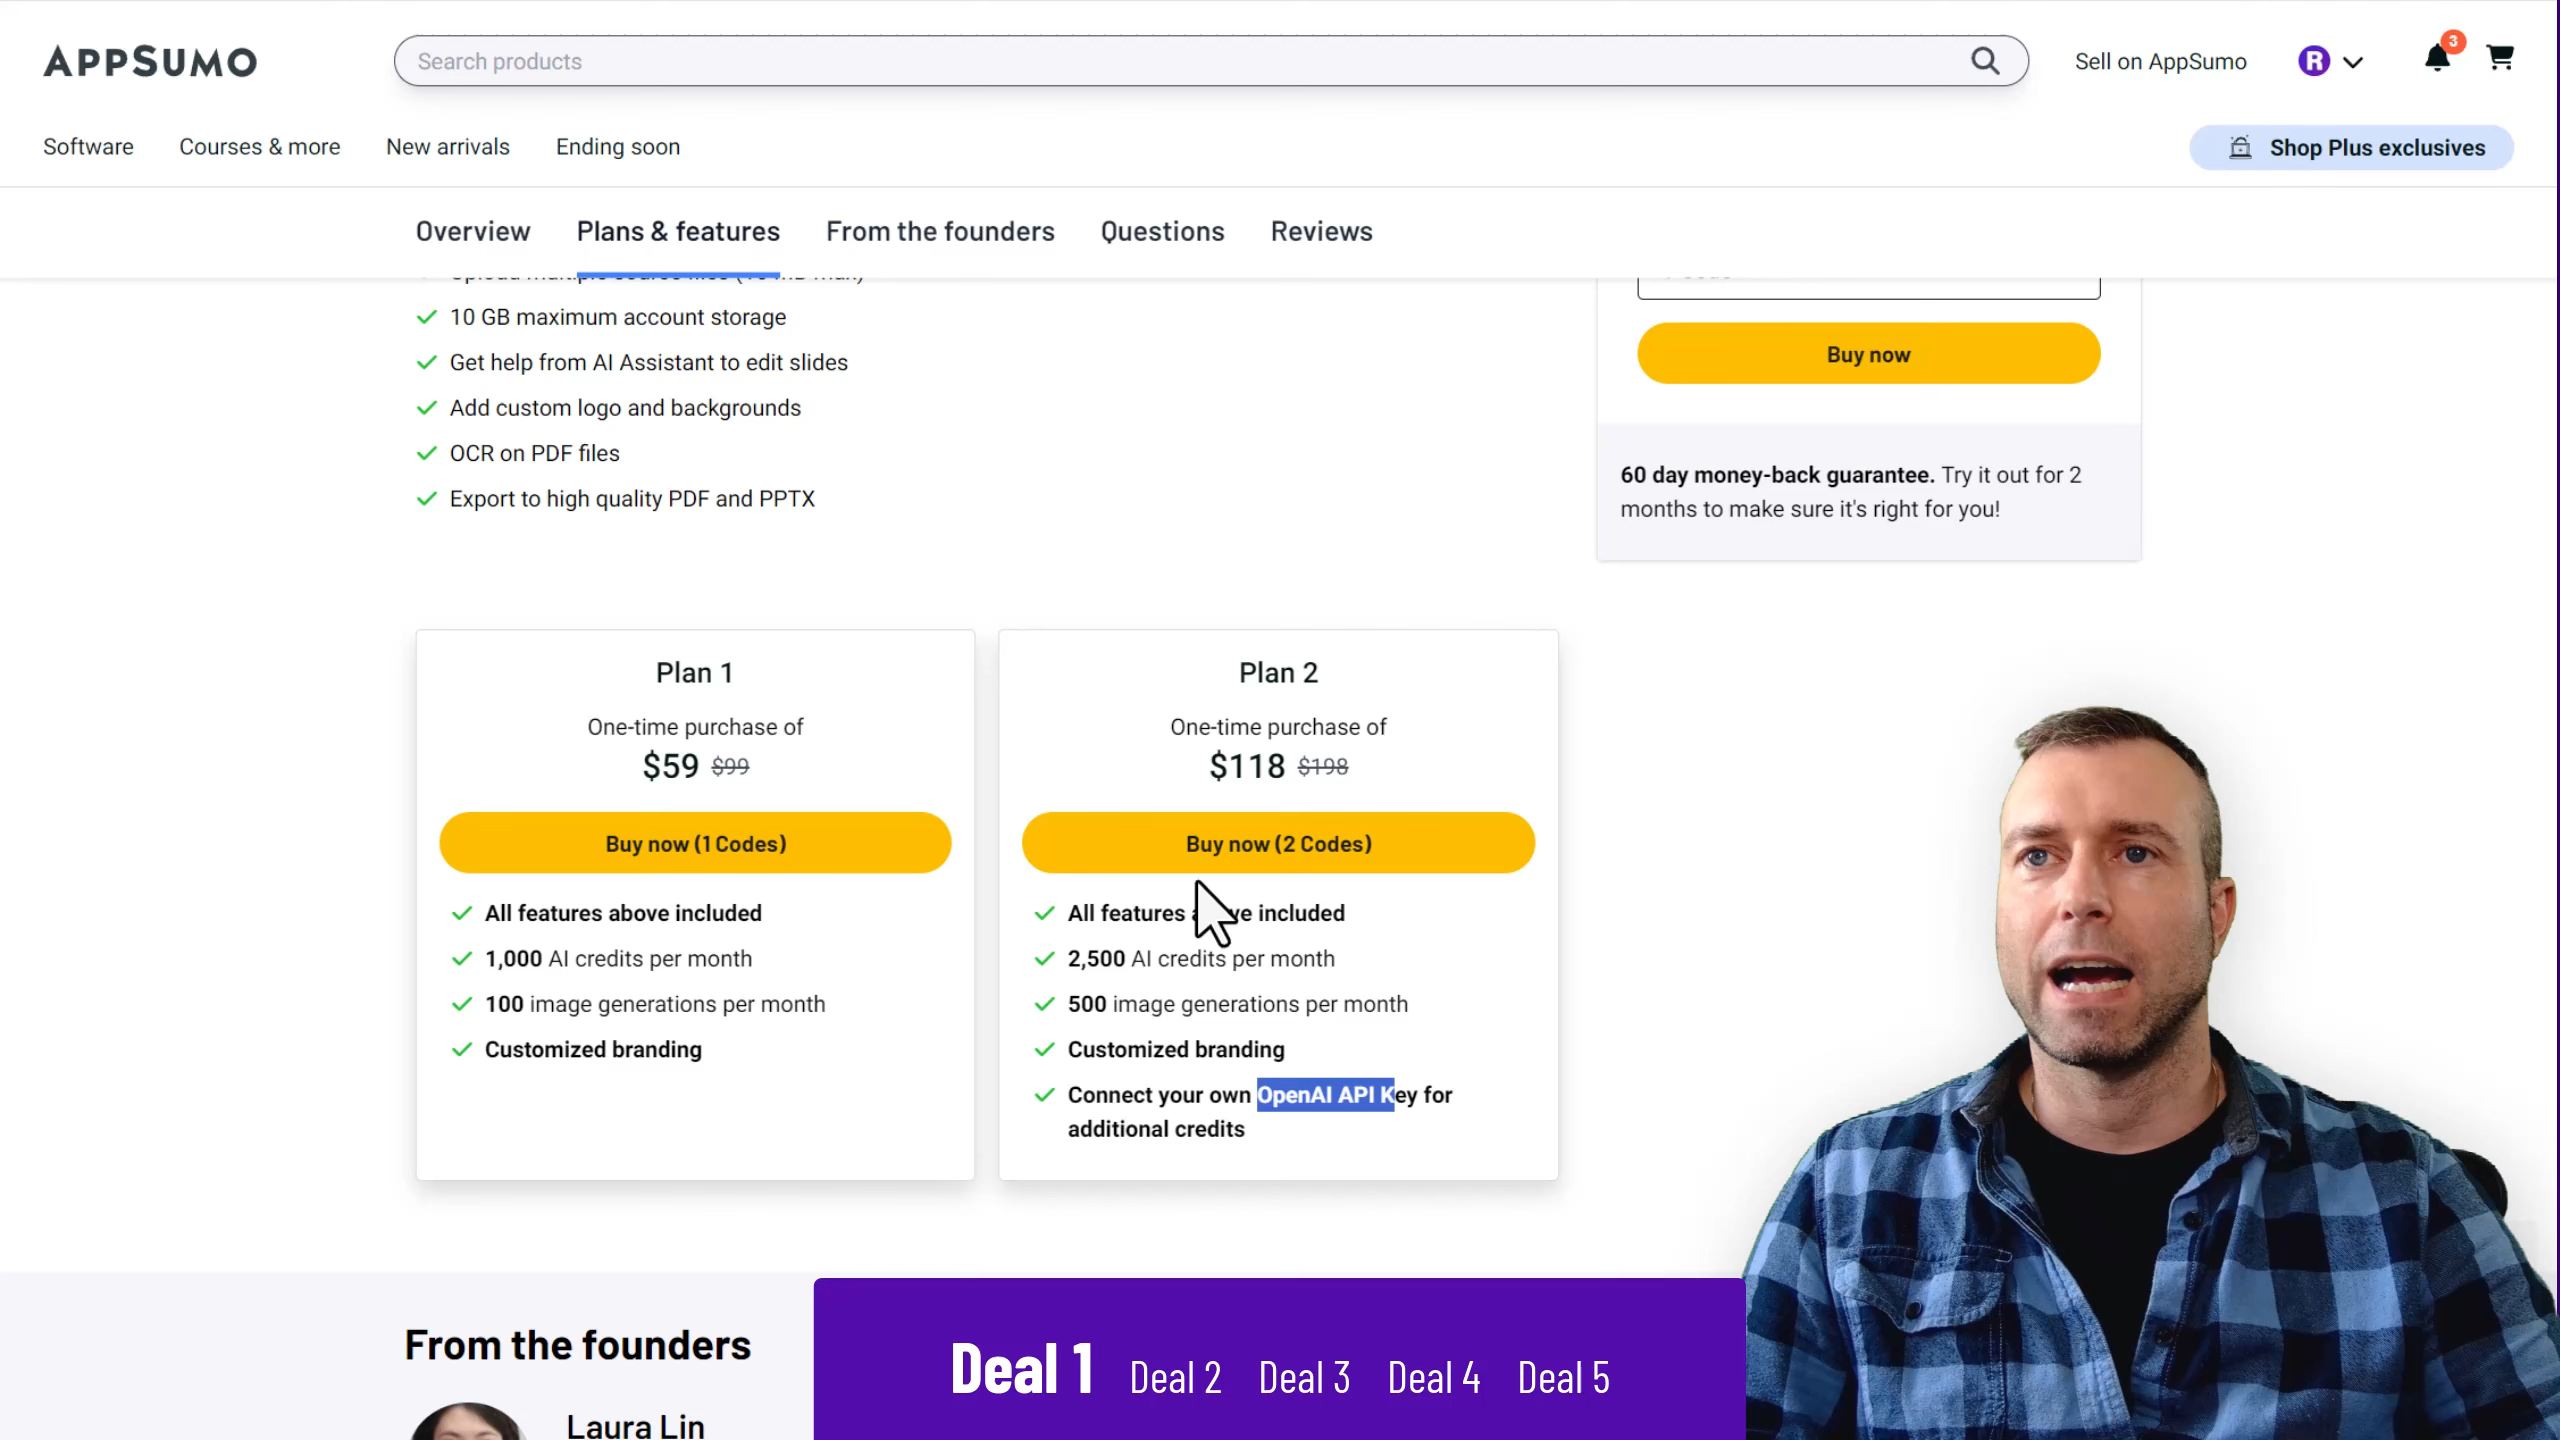 APPSUMO
Search products
Sell on AppSumo
R
3
Software
Courses & more
New arrivals
Ending soon
Shop Plus exclusives
Overview
Plans & features
From the founders
Questions
Reviews
10 GB maximum account storage
Get help from AI Assistant to edit slides
Add custom logo and backgrounds
OCR on PDF files
Export to high quality PDF and PPTX
Buy now
60 day money-back guarantee. Try it out for 2
months to make sure it's right for you!
Plan 1
One-time purchase of
$59 $99
Buy now (1 Codes)
All features above included
1,000 AI credits per month
100 image generations per month
Customized branding
Plan 2
One-time purchase of
$118 $198
Buy now (2 Codes)
All features above included
2,500 AI credits per month
500 image generations per month
Customized branding
Connect your own OpenAI API Key for
additional credits
From the founders
Laura Lin
Deal 1 Deal 2 Deal 3 Deal 4 Deal 5